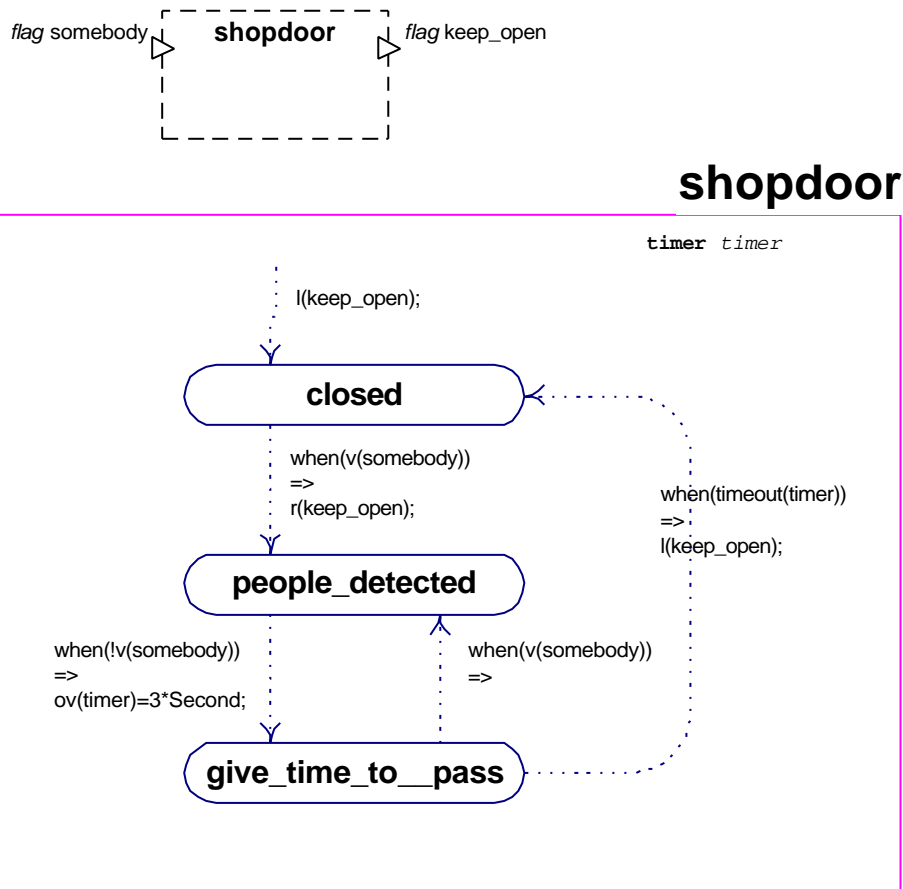 flag somebody
shopdoor
flag keep_open
shopdoor
timer timer
l(keep_open);
closed
when(v(somebody))
=>
r(keep_open);
when(timeout(timer))
=>
l(keep_open);
people_detected
when(!v(somebody))
=>
ov(timer)=3*Second;
when(v(somebody))
=>
give_time_to__pass